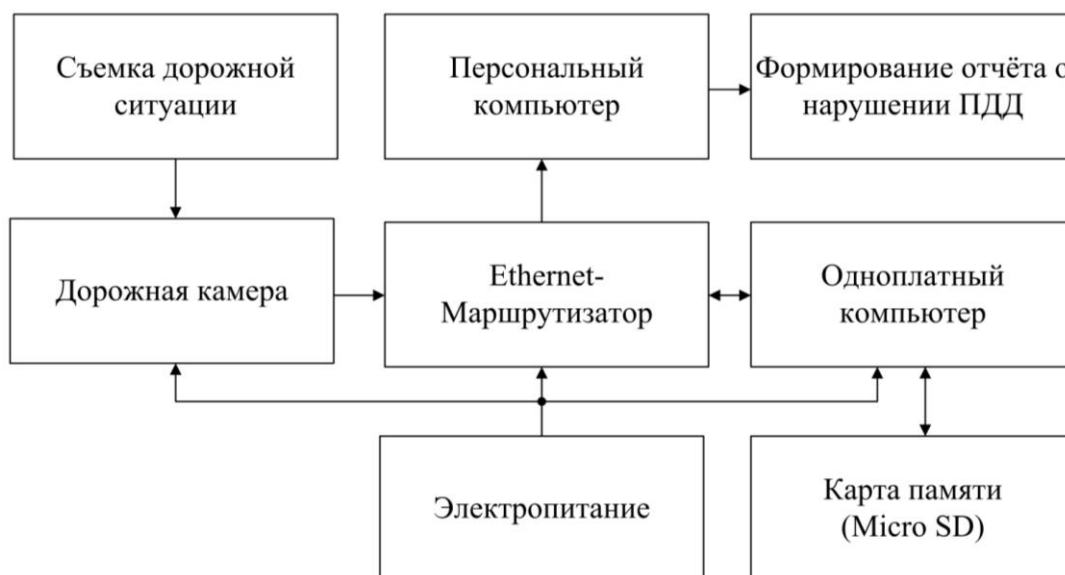 Съемка дорожной
ситуации
Персональный
компьютер
Формирование отчёта о
нарушении ПДД
Дорожная камера
Ethernet-
Маршрутизатор
Одноплатный
компьютер
Электропитание
Карта памяти
(Micro SD)